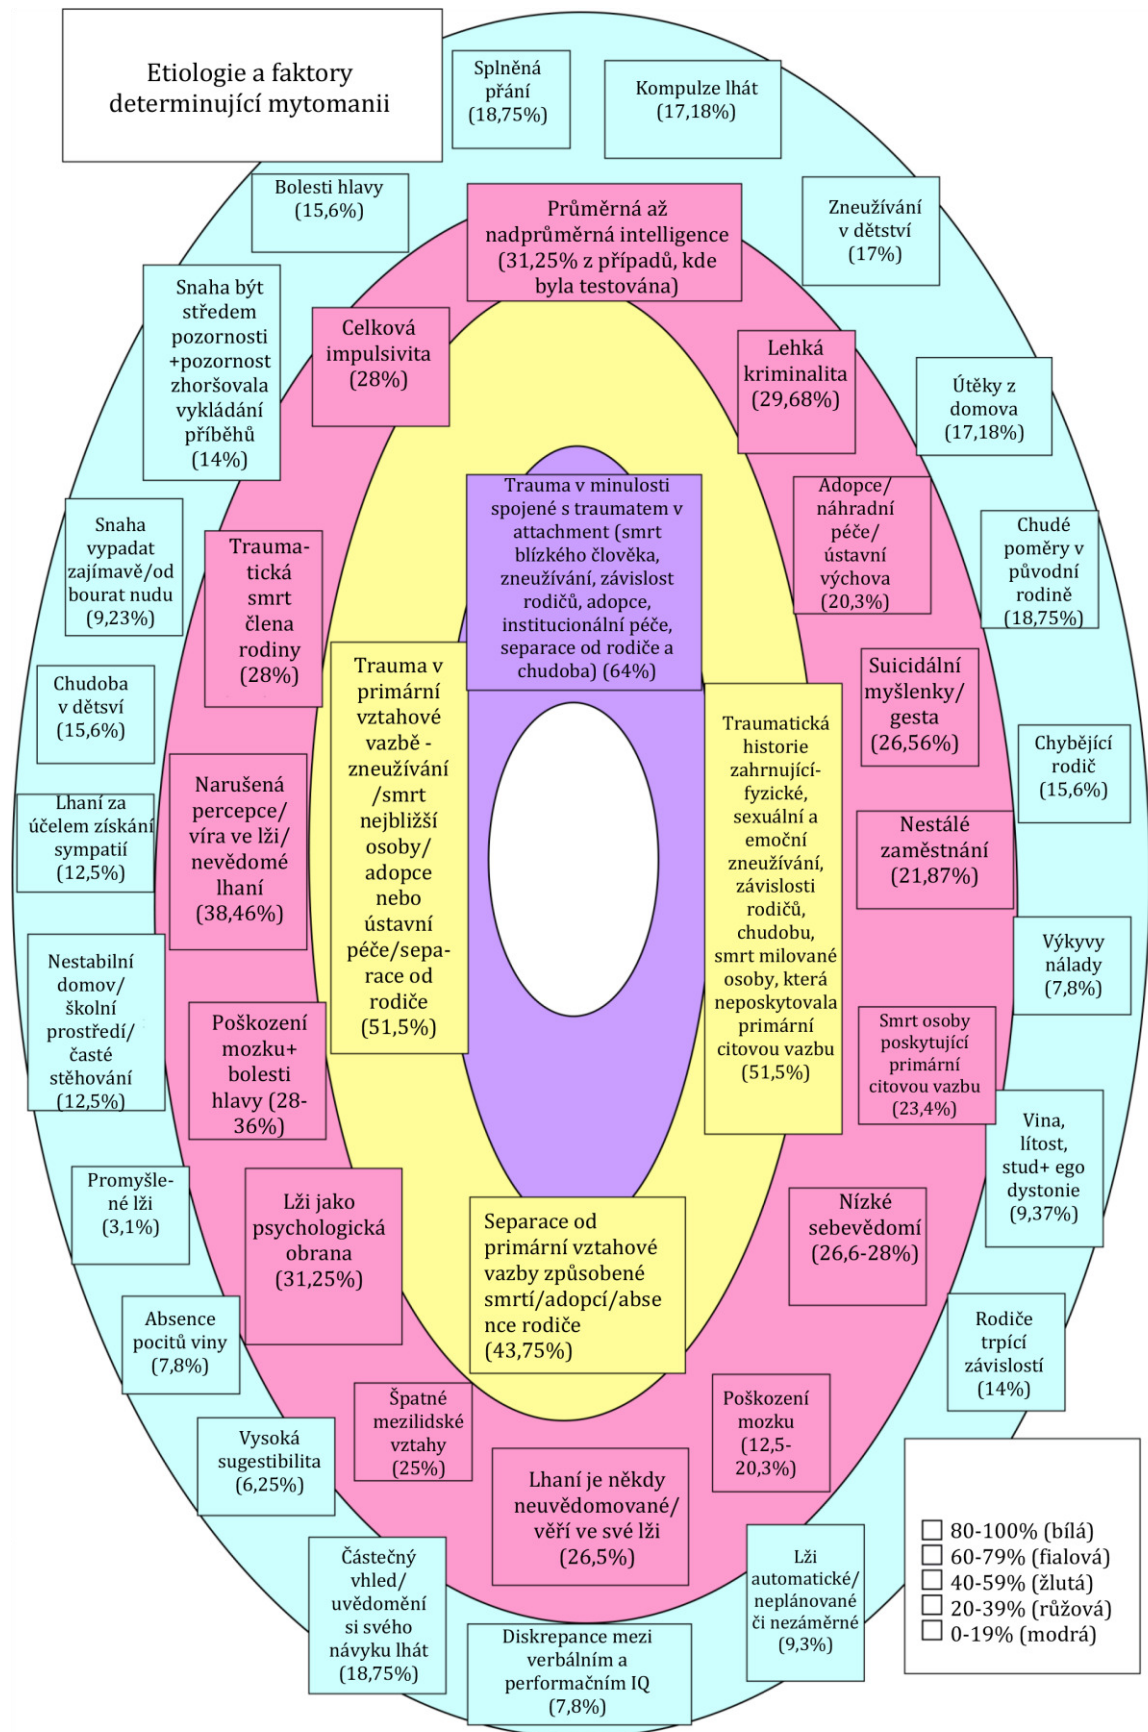 Etiologie a faktory
determinující mytomanii
Splněná
přání
(18,75%)
Kompulze lhát
(17,18%)
Bolesti hlavy
(15,6%)
Průměrná až
nadprůměrná intelligence
(31,25% z případů, kde
byla testována)
Zneužívání
v dětství
(17%)
Snaha být
středem
pozornosti
+pozornost
zhoršovala
vykládání
příběhů
(14%)
Celková
impulsivita
(28%)
Lehká
kriminalita
(29,68%)
Útěky z
domova
(17,18%)
Trauma v minulosti
spojené s traumatem v
attachment (smrt
blízkého člověka,
zneužívání, závislost
rodičů, adopce,
institucionální péče,
separace od rodiče a
chudoba) (64%)
Adopce/
náhradní
péče/
ústavní
výchova
(20,3%)
Snaha
vypadat
zajímavě/od
bourat nudu
(9,23%)
Trauma-
tická
smrt
člena
rodiny
(28%)
Chudé
poměry v
původní
rodině
(18,75%)
Trauma v
primární
vztahové
vazbě -
zneužívání
/smrt
nejbližší
osoby/
adopce
nebo
ústavní
péče/sepa-
race od
rodiče
(51,5%)
Suicidální
myšlenky/
gesta
(26,56%)
Chudoba
v dětsví
(15,6%)
Traumatická
historie
zahrnující-
fyzické,
sexuální a
emoční
zneužívání,
závislosti
rodičů,
chudobu,
smrt milované
osoby, která
neposkytovala
primární
citovou vazbu
(51,5%)
Chybějící
rodič
(15,6%)
Narušená
percepce/
víra ve lži/
nevědomé
lhaní
(38,46%)
Lhaní za
účelem získání
sympatií
(12,5%)
Nestálé
zaměstnání
(21,87%)
Nestabilní
domov/
školní
prostředí/
časté
stěhování
(12,5%)
Výkyvy
nálady
(7,8%)
Poškození
mozku+
bolesti
hlavy (28-
36%)
Smrt osoby
poskytující
primární
citovou vazbu
(23,4%)
Vina,
lítost,
stud+ ego
dystonie
(9,37%)
Promyšle-
né lži
(3,1%)
Lži jako
psychologická
obrana
(31,25%)
Separace od
primární vztahové
vazby způsobené
smrtí/adopcí/abse
nce rodiče
(43,75%)
Nízké
sebevědomí
(26,6-28%)
Absence
pocitů viny
(7,8%)
Rodiče
trpící
závislostí
(14%)
Špatné
mezilidské
vztahy
(25%)
Poškození
mozku
(12,5-
20,3%)
Vysoká
sugestibilita
(6,25%)
Lhaní je někdy
neuvědomované/
věří ve své lži
(26,5%)
Částečný
vhled/
uvědomění
si svého
návyku lhát
(18,75%)
Lži
automatické/
neplánované
či nezáměrné
(9,3%)
Diskrepance mezi
verbálním a
performačním IQ
(7,8%)
80-100% (bílá)
60-79% (fialová)
40-59% (žlutá)
20-39% (růžová)
0-19% (modrá)